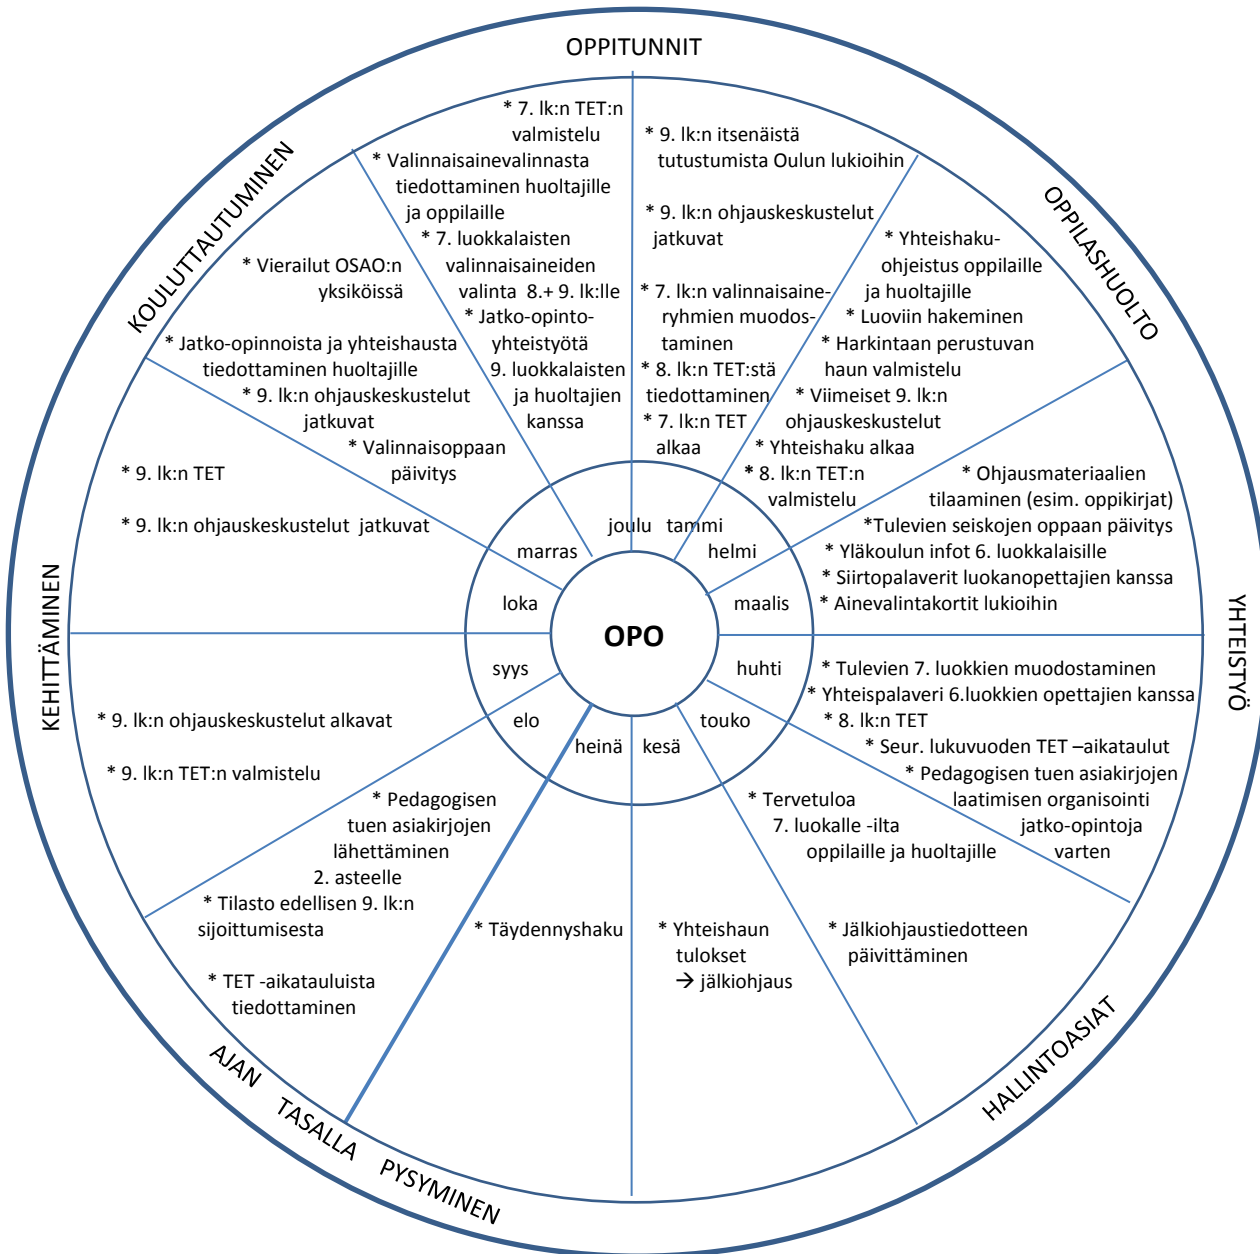 OPPITUNNIT
OPPILASHUOLTO
YHTEISTYÖ
HALLINTOASIAT
AJAN TASALLA PYSYMINEN
KEHITTÄMINEN
KOULUTTAUTUMINEN
OPO
joulu
tammi
helmi
maalis
huhti
touko
kesä
heinä
elo
syys
loka
marras
* 7. lk:n TET:n
valmistelu
* Valinnaisainevalinnasta
tiedottaminen huoltajille
ja oppilaille
* 7. luokkalaisten
valinnaisaineiden
valinta 8.+ 9. lk:lle
* Jatko-opinto-
yhteistyötä
9. luokkalaisten
ja huoltajien
kanssa
* 9. lk:n itsenäistä
tutustumista Oulun lukioihin
* 9. lk:n ohjauskeskustelut
jatkuvat
* 7. lk:n valinnaisaine-
ryhmien muodos-
taminen
* 8. lk:n TET:stä
tiedottaminen
* 7. lk:n TET
alkaa
* Yhteishaku-
ohjeistus oppilaille
ja huoltajille
* Luoviin hakeminen
* Harkintaan perustuvan
haun valmistelu
* Viimeiset 9. lk:n
ohjauskeskustelut
* Yhteishaku alkaa
* 8. lk:n TET:n
valmistelu
* Ohjausmateriaalien
tilaaminen (esim. oppikirjat)
*Tulevien seiskojen oppaan päivitys
* Yläkoulun infot 6. luokkalaisille
* Siirtopalaverit luokanopettajien kanssa
* Ainevalintakortit lukioihin
* Tulevien 7. luokkien muodostaminen
* Yhteispalaveri 6.luokkien opettajien kanssa
* 8. lk:n TET
* Seur. lukuvuoden TET –aikataulut
* Pedagogisen tuen asiakirjojen
laatimisen organisointi
jatko-opintoja
varten
* Tervetuloa
7. luokalle -ilta
oppilaille ja huoltajille
* Jälkiohjaustiedotteen
päivittäminen
* Yhteishaun
tulokset
→ jälkiohjaus
* Täydennyshaku
* Pedagogisen
tuen asiakirjojen
lähettäminen
2. asteelle
* Tilasto edellisen 9. lk:n
sijoittumisesta
* TET -aikatauluista
tiedottaminen
* 9. lk:n ohjauskeskustelut alkavat
* 9. lk:n TET:n valmistelu
* 9. lk:n TET
* 9. lk:n ohjauskeskustelut jatkuvat
* Vierailut OSAO:n
yksiköissä
* Jatko-opinnoista ja yhteishausta
tiedottaminen huoltajille
* 9. lk:n ohjauskeskustelut
jatkuvat
* Valinnaisoppaan
päivitys